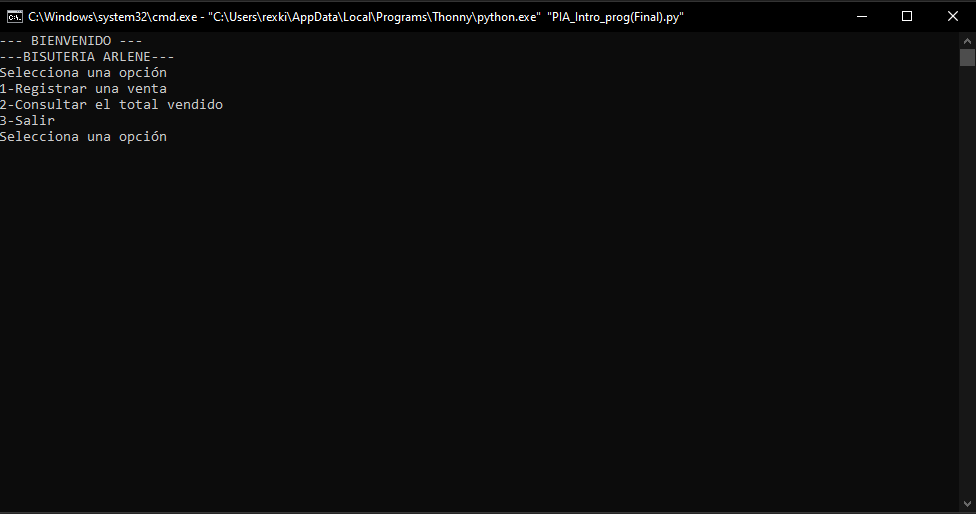 C:\Windows\system32\cmd.exe - "C:\Users\rexki\AppData\Local\Programs\Thonny\python.exe"  "PIA_Intro_prog(Final).py"
--- BIENVENIDO ---
---BISUTERIA ARLENE---
Selecciona una opción
1-Registrar una venta
2-Consultar el total vendido
3-Salir
Selecciona una opción